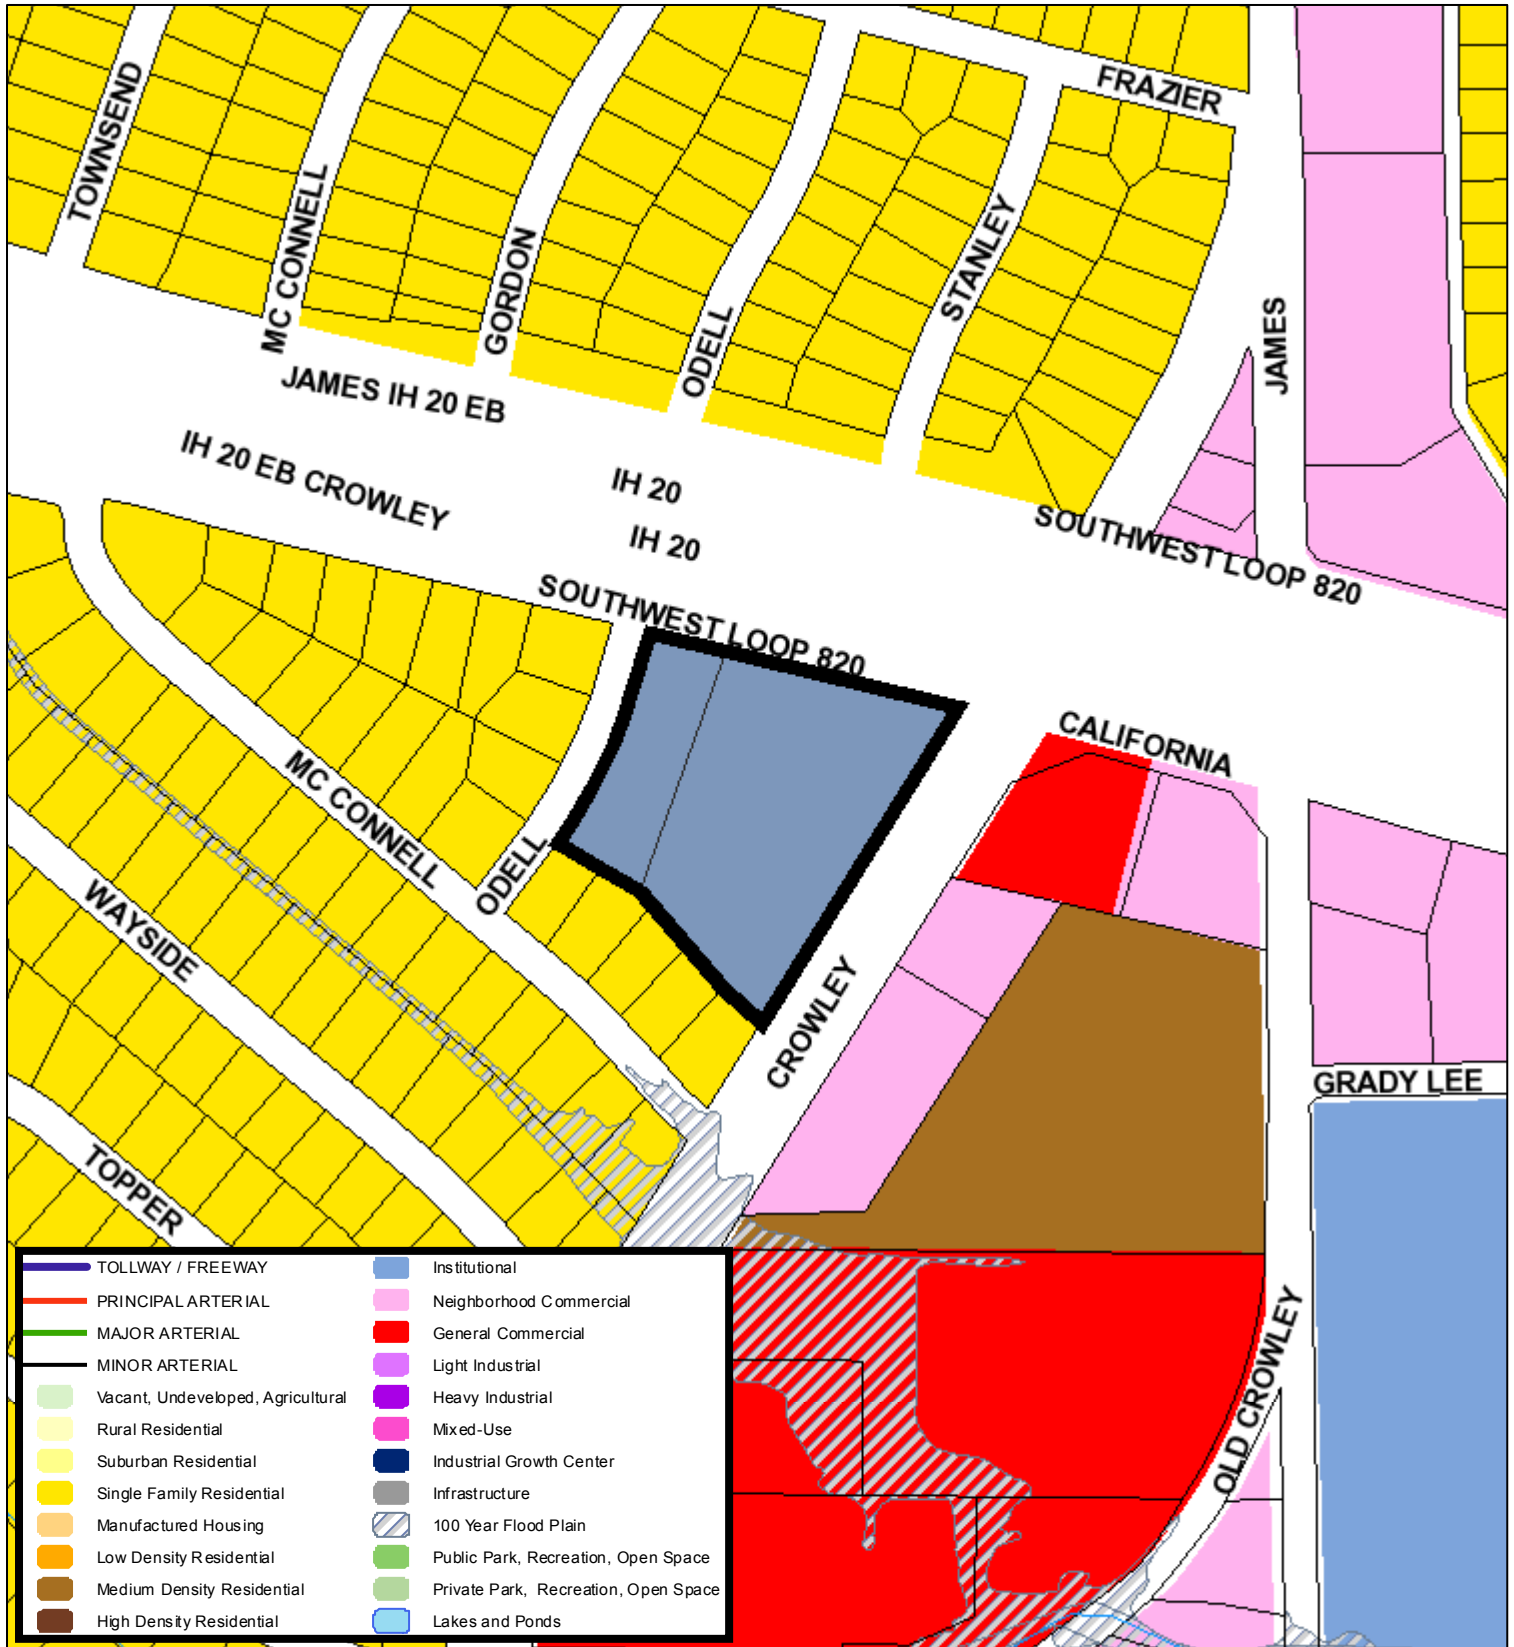 FRAZIER
TOWNSEND
MC CONNELL
GORDON
ODELL
STANLEY
JAMES
JAMES IH 20 EB
IH 20 EB CROWLEY
IH 20
IH 20
SOUTHWEST LOOP 820
SOUTHWEST LOOP 820
CALIFORNIA
MC CONNELL
ODELL
WAYSIDE
CROWLEY
GRADY LEE
TOPPER
OLD CROWLEY
TOLLWAY / FREEWAY
PRINCIPAL ARTERIAL
MAJOR ARTERIAL
MINOR ARTERIAL
Vacant, Undeveloped, Agricultural
Rural Residential
Suburban Residential
Single Family Residential
Manufactured Housing
Low Density Residential
Medium Density Residential
High Density Residential
Institutional
Neighborhood Commercial
General Commercial
Light Industrial
Heavy Industrial
Mixed-Use
Industrial Growth Center
Infrastructure
100 Year Flood Plain
Public Park, Recreation, Open Space
Private Park, Recreation, Open Space
Lakes and Ponds